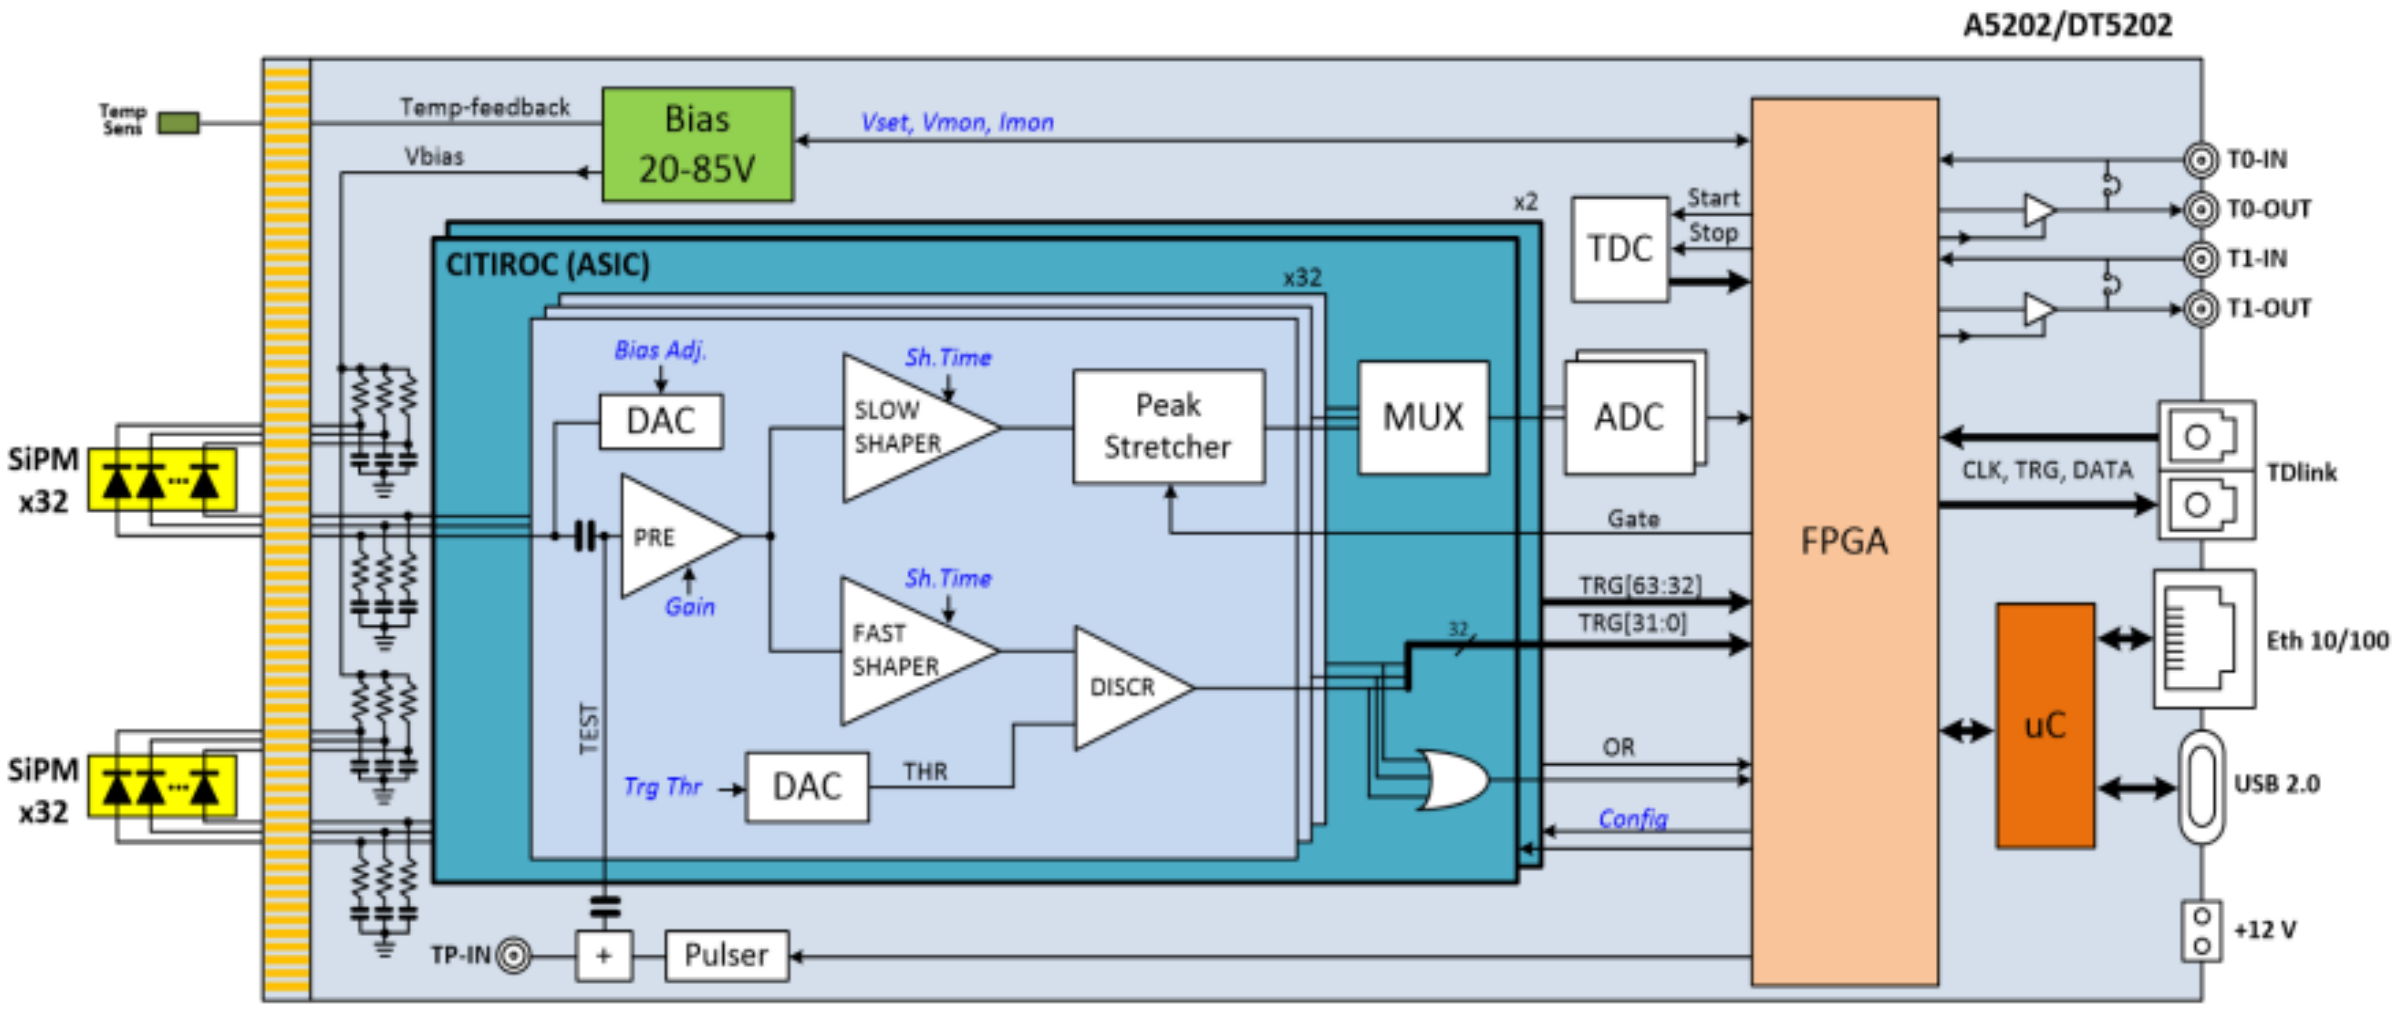 A5202/DT5202
Temp
Sens
Temp-feedback
Vbias
Bias
20-85V
Vset, Vmon, Imon
T0-IN
T0-OUT
T1-IN
T1-OUT
x2
TDC
Start
Stop
CITIROC (ASIC)
x32
Bias Adj.
DAC
Sh.Time
SLOW
SHAPER
Peak
Stretcher
MUX
ADC
SiPM
x32
PRE
Gain
Gate
FPGA
CLK, TRG, DATA
TDlink
Sh.Time
FAST
SHAPER
DISCR
32
TRG[63:32]
TRG[31:0]
Eth 10/100
uC
TEST
Trg Thr
DAC
THR
OR
Config
USB 2.0
SiPM
x32
TP-IN
+
Pulser
+12 V